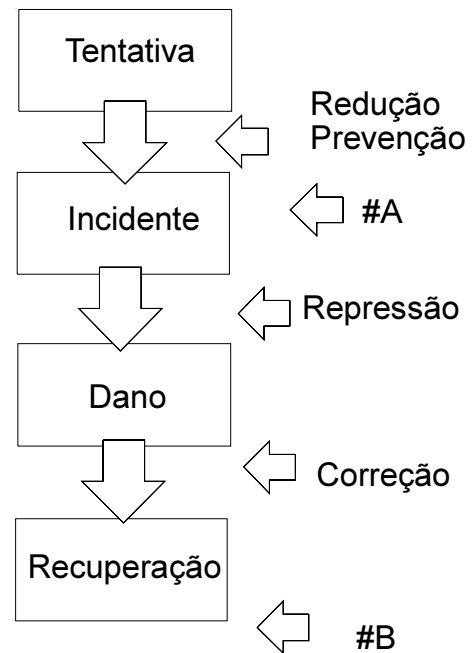 Tentativa
Redução
Prevenção
Incidente
#A
Repressão
Dano
Correção
Recuperação
#B